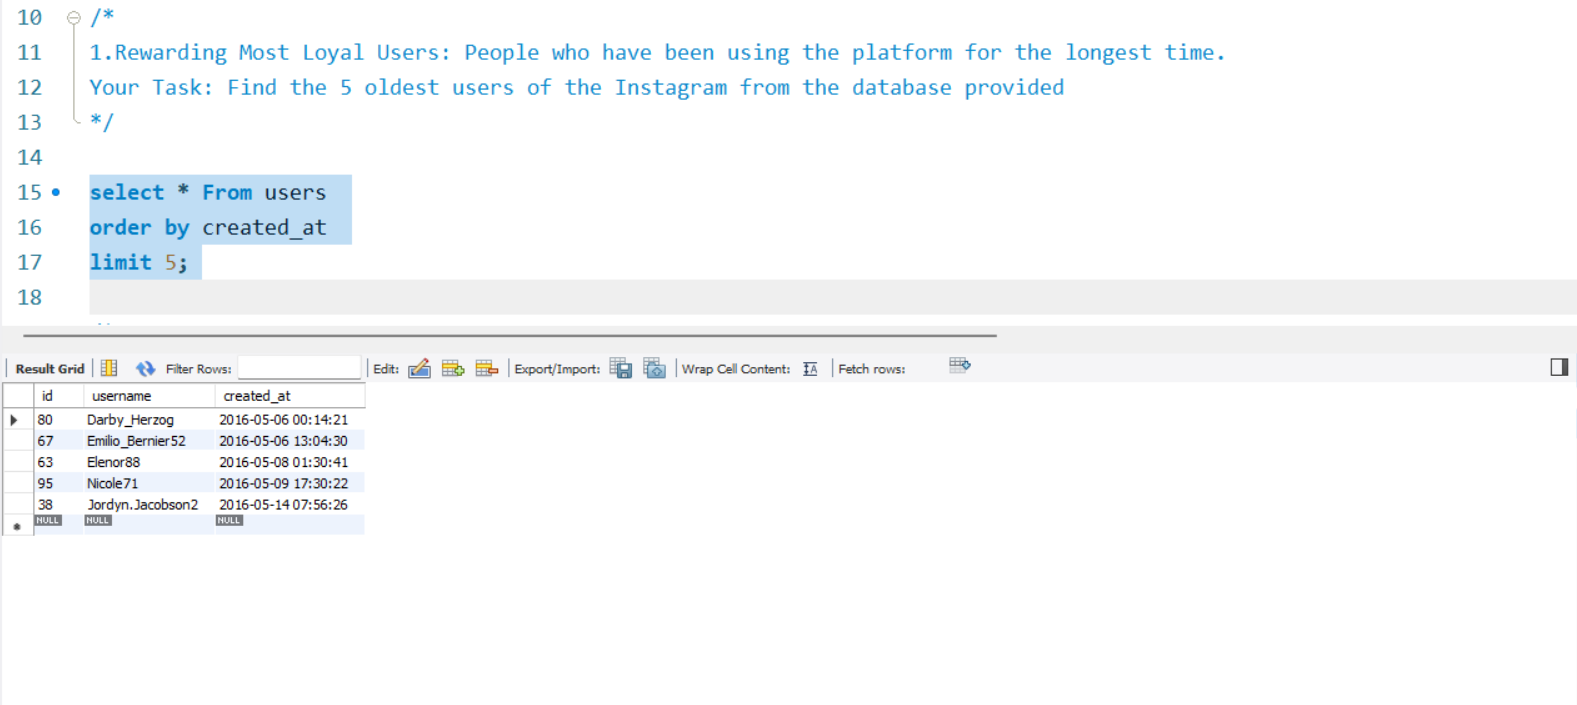 10 /*
11 1.Rewarding Most Loyal Users: People who have been using the platform for the longest time.
12 Your Task: Find the 5 oldest users of the Instagram from the database provided
13 */
14
15 select * From users
16 order by created_at
17 limit 5;
18
Result Grid Filter Rows: Edit: Export/Import: Wrap Cell Content: Fetch rows:
id username created_at
80 Darby_Herzog 2016-05-06 00:14:21
67 Emilio_Bernier52 2016-05-06 13:04:30
63 Elenor88 2016-05-08 01:30:41
95 Nicole71 2016-05-09 17:30:22
38 Jordyn.Jacobson2 2016-05-14 07:56:26
NULL NULL NULL